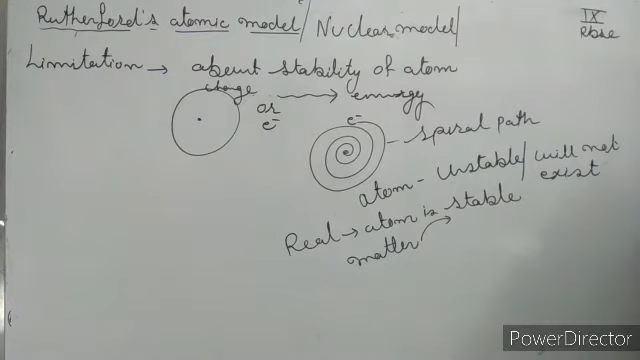 Rutherford's atomic model/ Nuclear model/
IX
Rbse
Limitation → about stability of atom
charge
or
e⁻
→ energy
e⁻
spiral path
atom - Unstable/ will not
exist
Real → atom is stable
matter
PowerDirector